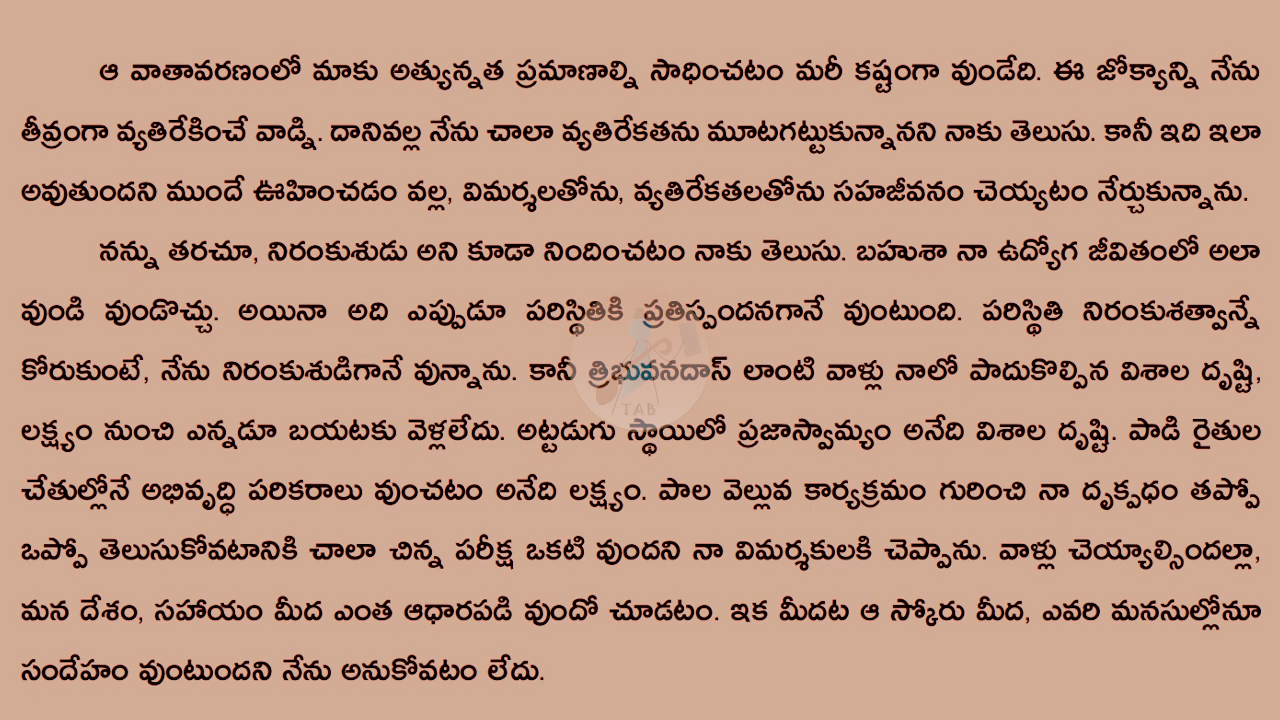 ఆ వాతావరణంలో మాకు అత్యున్నత ప్రమాణాల్ని సాధించటం మరీ కష్టంగా వుండేది. ఈ జోక్యాన్ని నేను
తీవ్రంగా వ్యతిరేకించే వాడ్ని. దానివల్ల నేను చాలా వ్యతిరేకతను మూటగట్టుకున్నానని నాకు తెలుసు. కానీ ఇది ఇలా
అవుతుందని ముందే ఊహించడం వల్ల, విమర్శలతోను, వ్యతిరేకతలతోను సహజీవనం చెయ్యటం నేర్చుకున్నాను.
నన్ను తరచూ, నిరంకుశుడు అని కూడా నిందించటం నాకు తెలుసు. బహుశా నా ఉద్యోగ జీవితంలో అలా
వుండి వుండొచ్చు. అయినా అది ఎప్పుడూ పరిస్థితికి ప్రతిస్పందనగానే వుంటుంది. పరిస్థితి నిరంకుశత్వాన్నే
కోరుకుంటే, నేను నిరంకుశుడిగానే వున్నాను. కానీ త్రిభువనదాస్ లాంటి వాళ్లు నాలో పాదుకొల్పిన విశాల దృష్టి,
లక్ష్యం నుంచి ఎన్నడూ బయటకు వెళ్లలేదు. అట్టడుగు స్థాయిలో ప్రజాస్వామ్యం అనేది విశాల దృష్టి. పాడి రైతుల
చేతుల్లోనే అభివృద్ధి పరికరాలు వుంచటం అనేది లక్ష్యం. పాల వెల్లువ కార్యక్రమం గురించి నా దృక్పధం తప్పో
ఒప్పో తెలుసుకోవటానికి చాలా చిన్న పరీక్ష ఒకటి వుందని నా విమర్శకులకి చెప్పాను. వాళ్లు చెయ్యాల్సిందల్లా,
మన దేశం, సహాయం మీద ఎంత ఆధారపడి వుందో చూడటం. ఇక మీదట ఆ స్కోరు మీద, ఎవరి మనసుల్లోనూ
సందేహం వుంటుందని నేను అనుకోవటం లేదు.
TAB